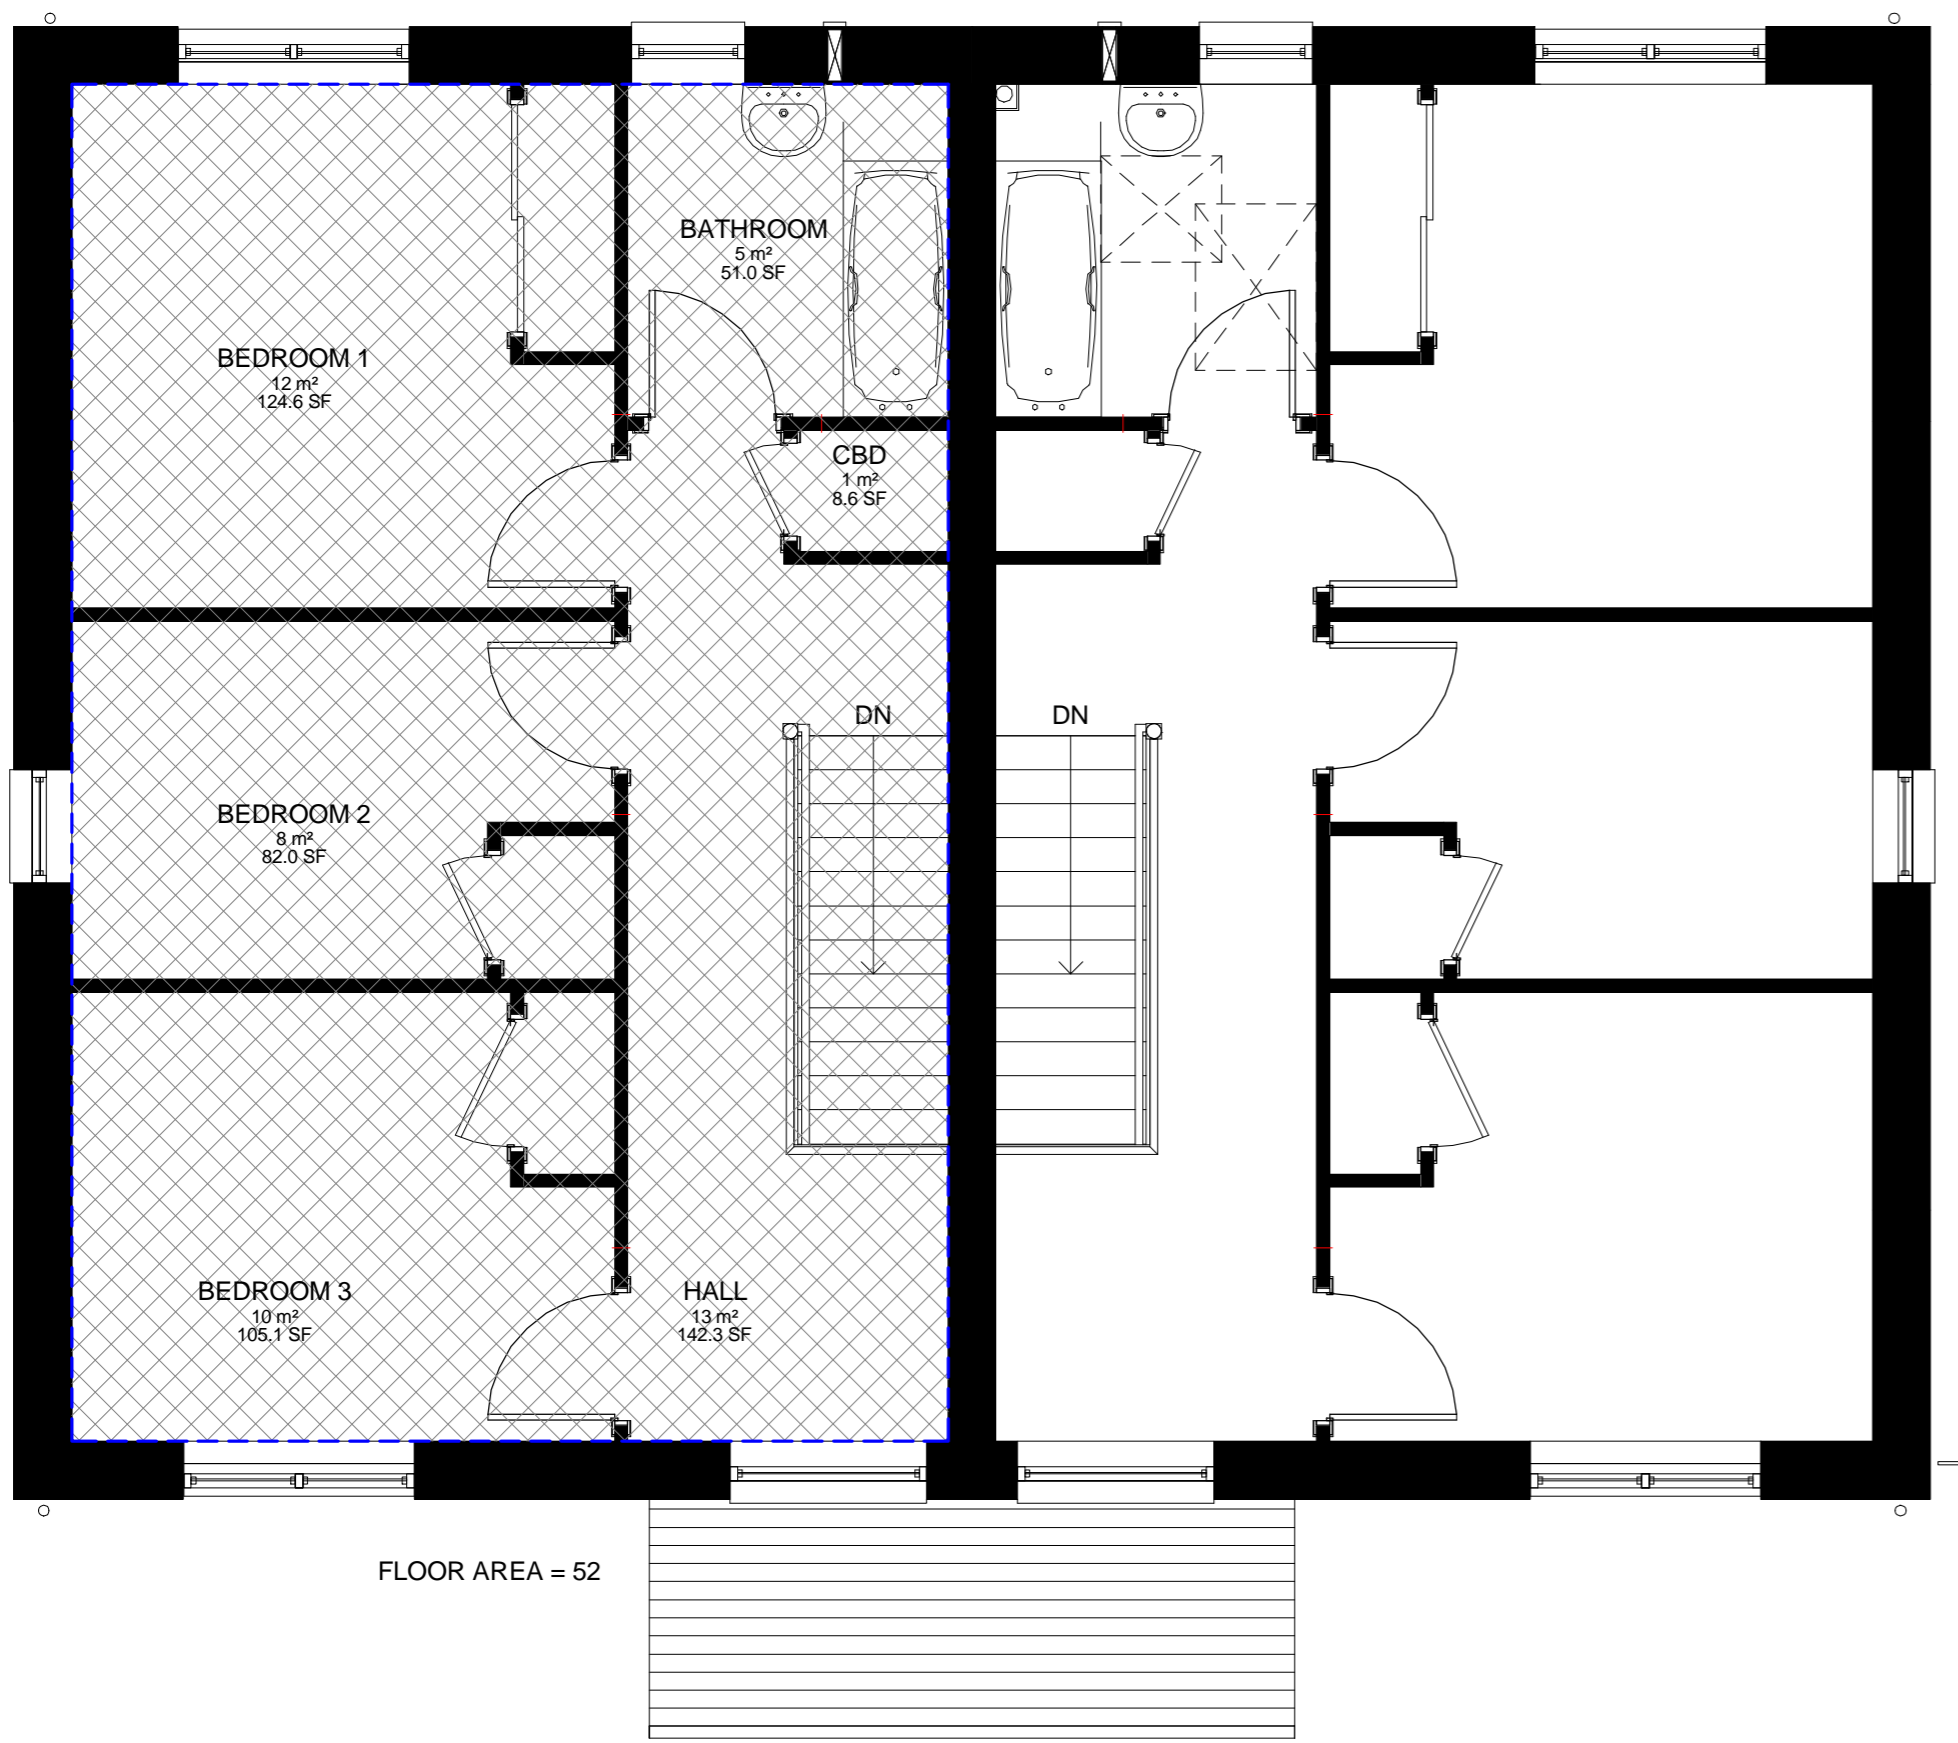 BATHROOM
5 m²
51.0 SF
BEDROOM 1
12 m²
124.6 SF
CBD
1 m²
8.6 SF
DN
DN
BEDROOM 2
8 m²
82.0 SF
BEDROOM 3
10 m²
105.1 SF
HALL
13 m²
142.3 SF
FLOOR AREA = 52